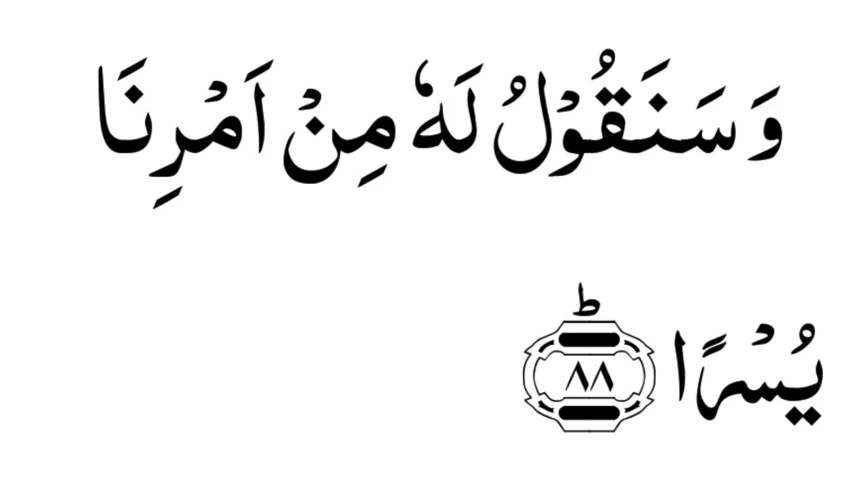 وَسَنَقُوۡلُ لَهٗ مِنۡ اَمۡرِنَا
يُسۡرًا ؕ‏ ٨٨